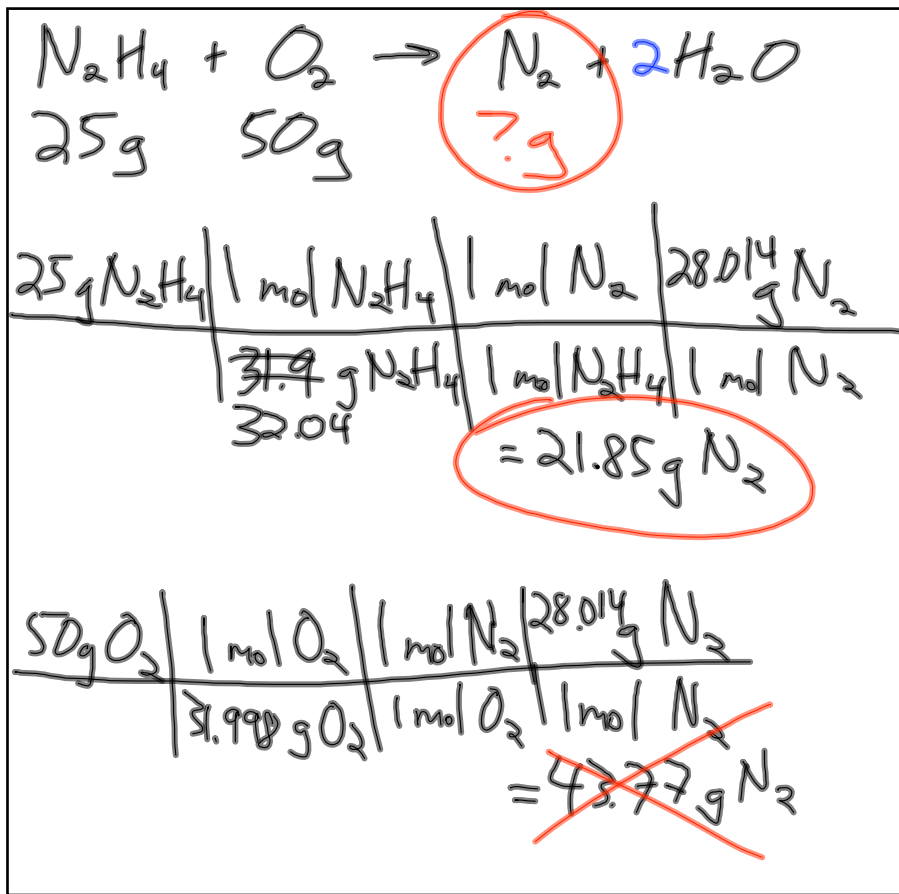 N₂H₄ + O₂ → N₂ + 2H₂O
25g 50g ?g
25 g N₂H₄ | 1 mol N₂H₄ | 1 mol N₂ | 28.014 g N₂
31.9 g N₂H₄ | 1 mol N₂H₄ | 1 mol N₂
32.04
= 21.85 g N₂
50g O₂ | 1 mol O₂ | 1 mol N₂ | 28.014 g N₂
31.998 g O₂ | 1 mol O₂ | 1 mol N₂
= 43.77 g N₂